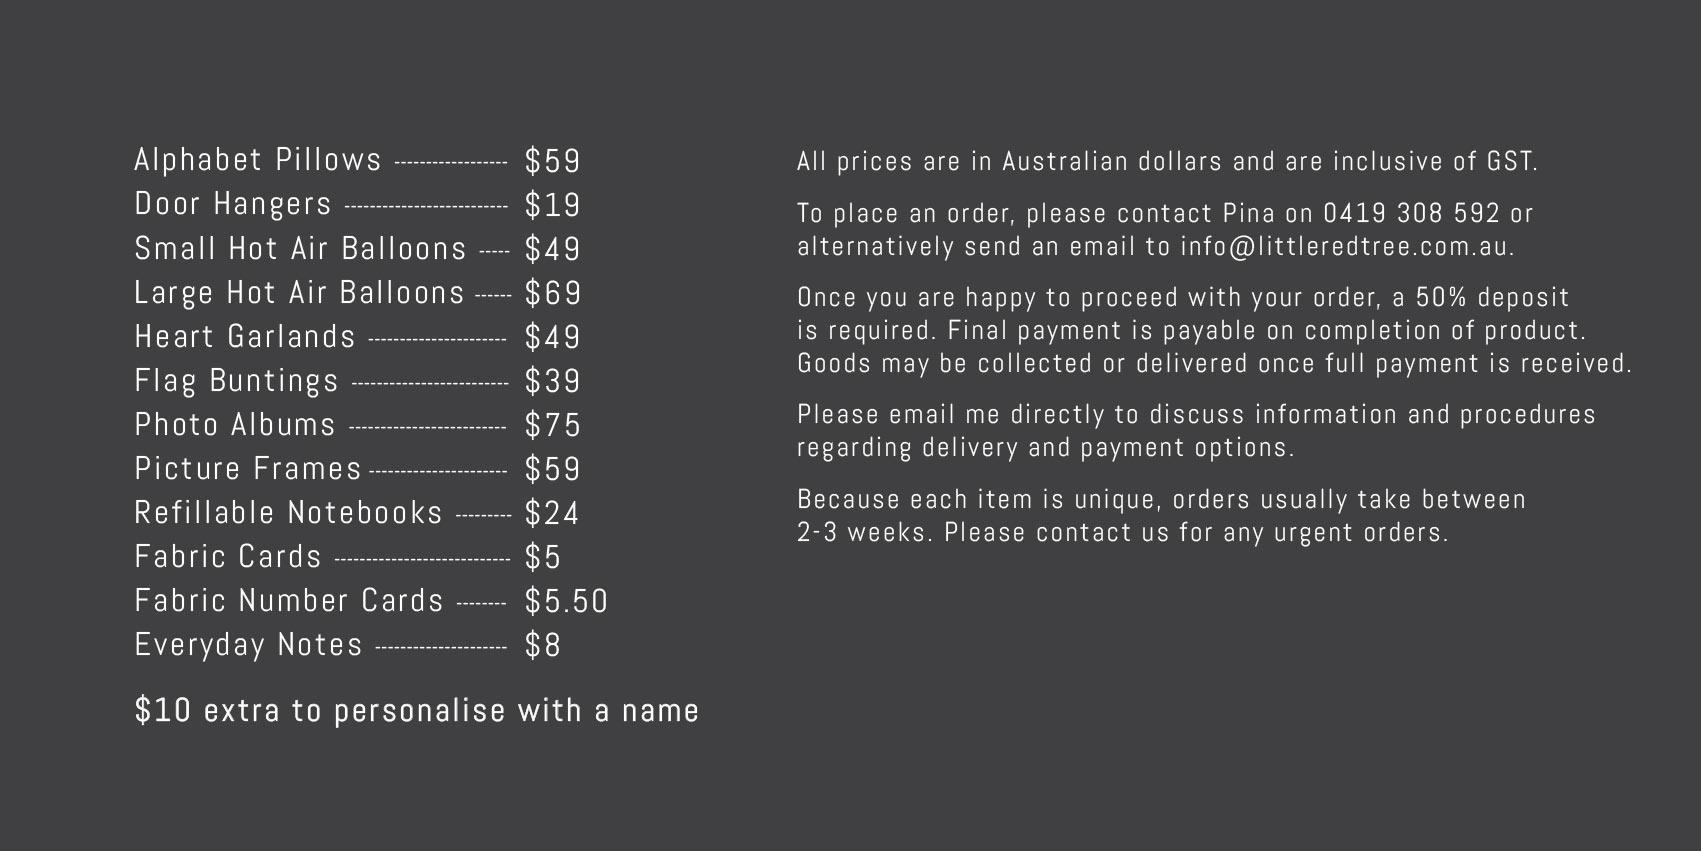 Alphabet Pillows ------------------ $59
Door Hangers -------------------------- $19
Small Hot Air Balloons ----- $49
Large Hot Air Balloons ------ $69
Heart Garlands ---------------------- $49
Flag Buntings ------------------------- $39
Photo Albums ------------------------- $75
Picture Frames ---------------------- $59
Refillable Notebooks --------- $24
Fabric Cards ---------------------------- $5
Fabric Number Cards -------- $5.50
Everyday Notes --------------------- $8
$10 extra to personalise with a name
All prices are in Australian dollars and are inclusive of GST.
To place an order, please contact Pina on 0419 308 592 or
alternatively send an email to info@littleredtree.com.au.
Once you are happy to proceed with your order, a 50% deposit
is required. Final payment is payable on completion of product.
Goods may be collected or delivered once full payment is received.
Please email me directly to discuss information and procedures
regarding delivery and payment options.
Because each item is unique, orders usually take between
2-3 weeks. Please contact us for any urgent orders.